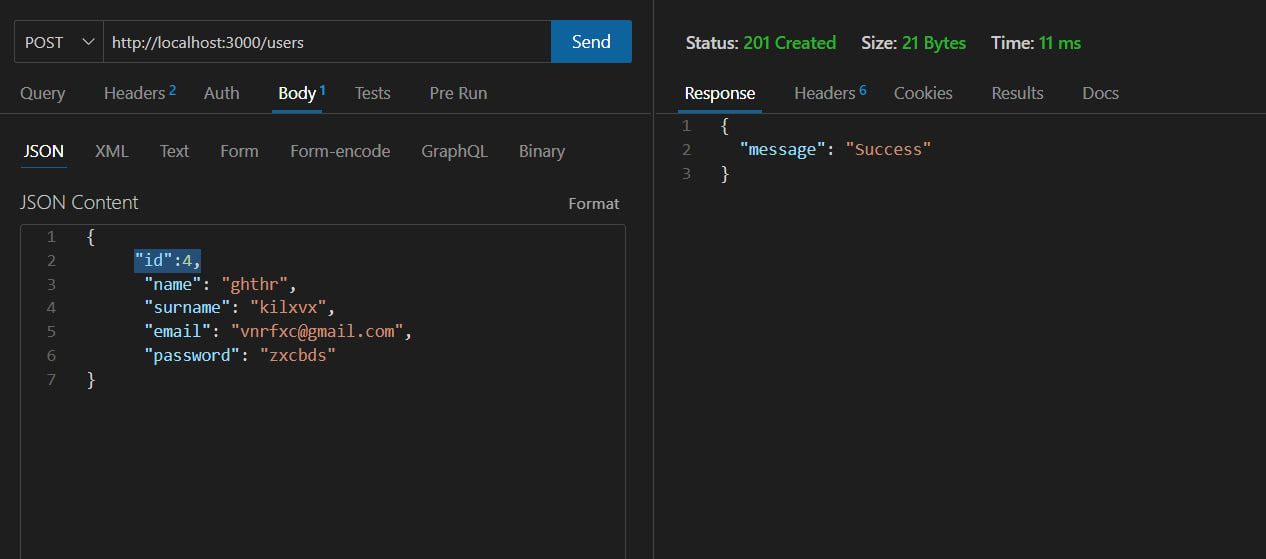 POST http://localhost:3000/users Send
Query Headers 2 Auth Body 1 Tests Pre Run
JSON XML Text Form Form-encode GraphQL Binary
JSON Content Format
1 {
2 "id":4,
3 "name": "ghthr",
4 "surname": "kilxvx",
5 "email": "vnrfxc@gmail.com",
6 "password": "zxcbds"
7 }
Status: 201 Created Size: 21 Bytes Time: 11 ms
Response Headers 6 Cookies Results Docs
1 {
2 "message": "Success"
3 }